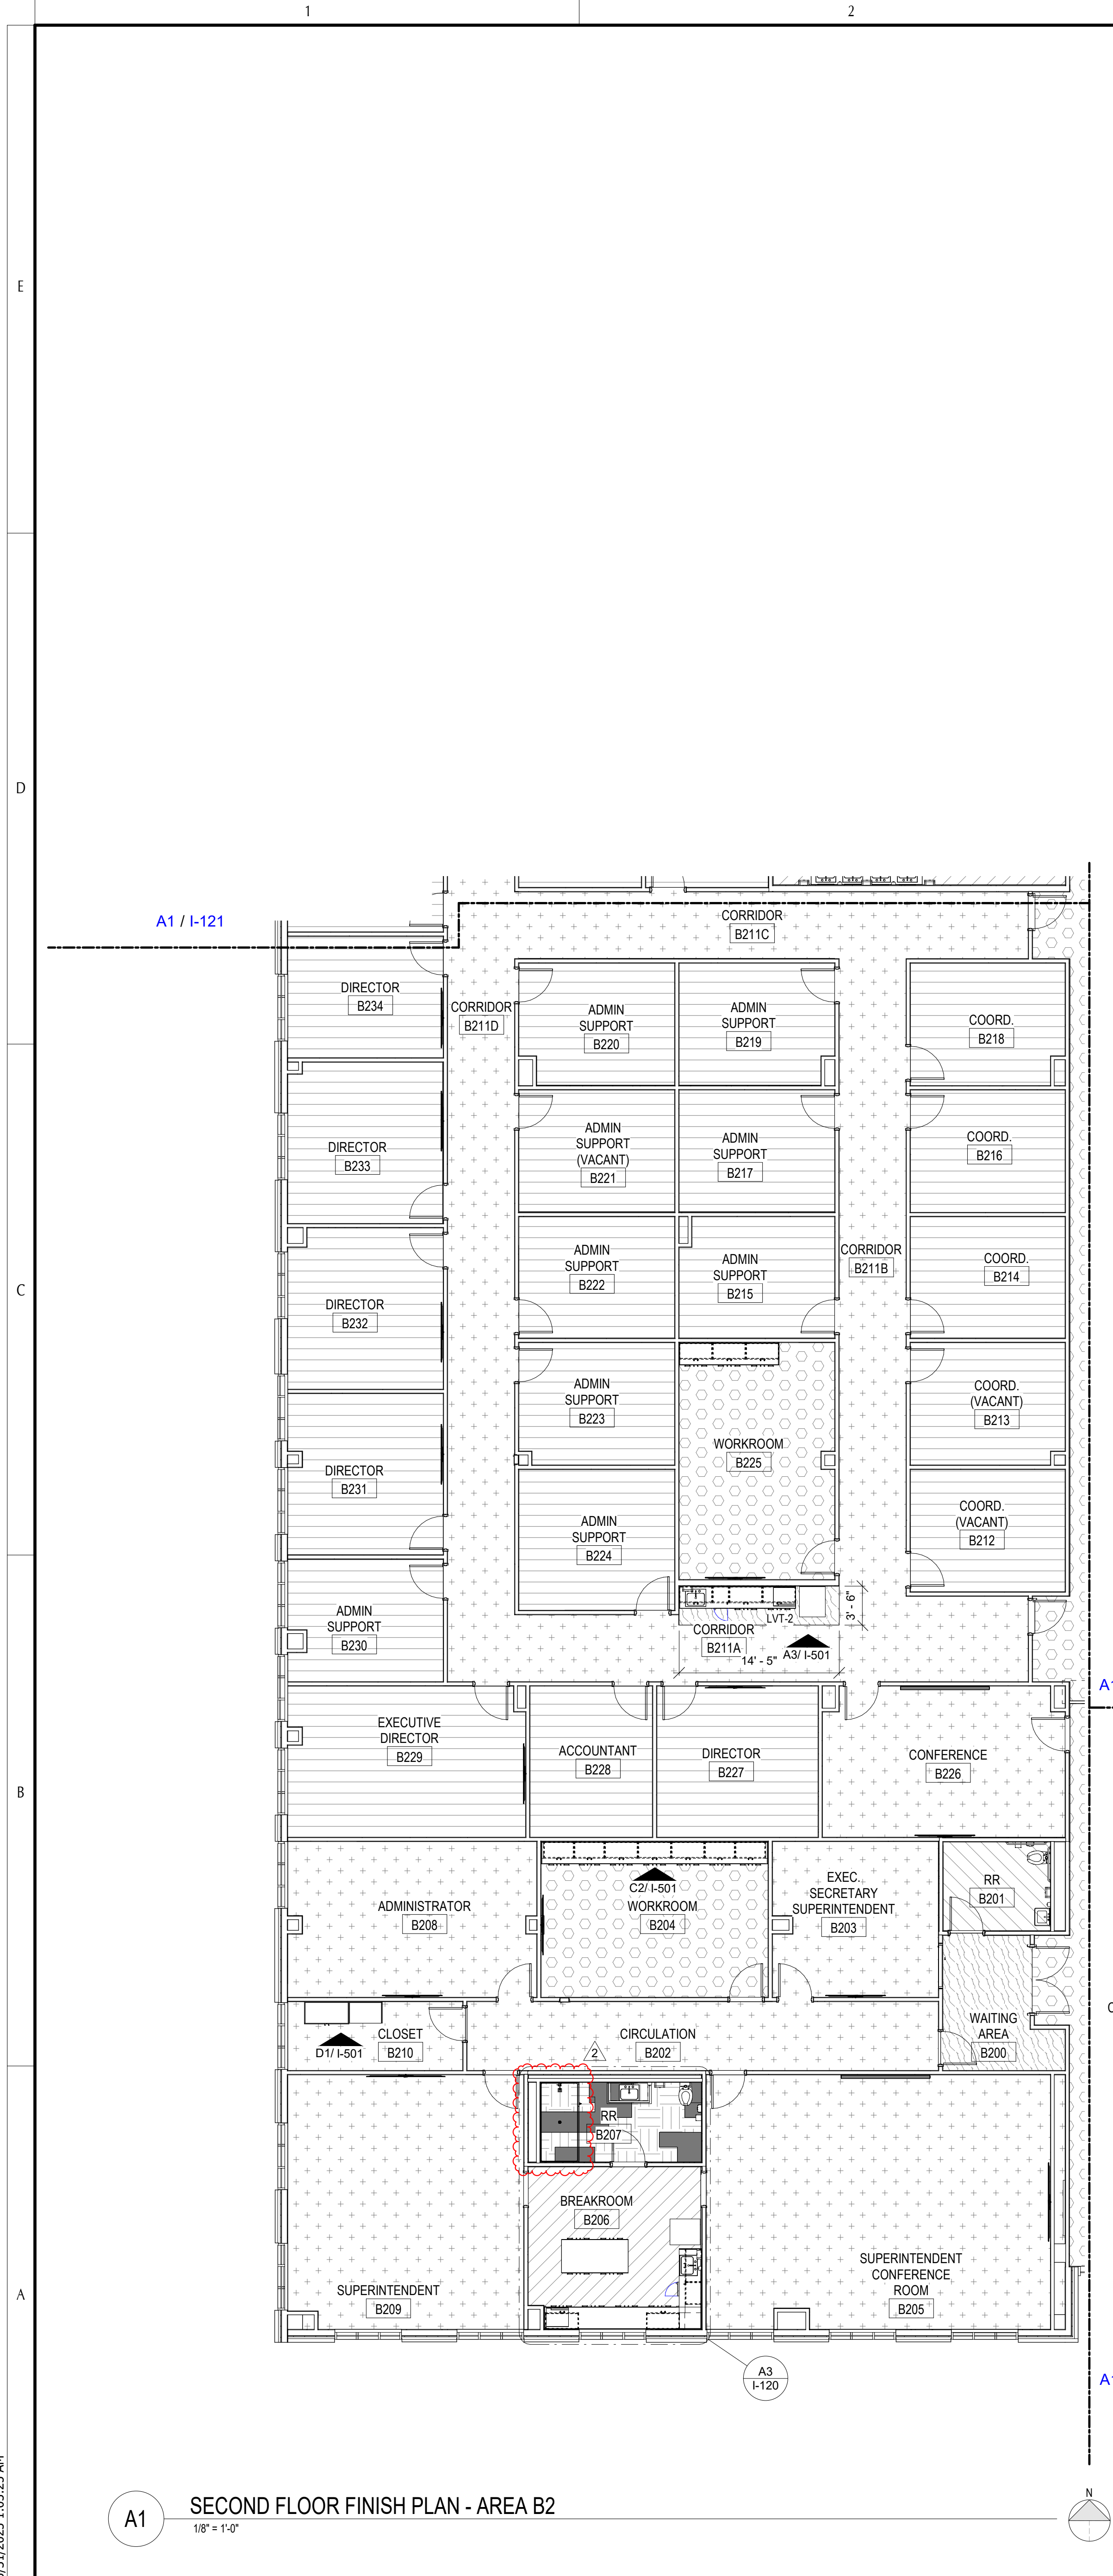 1
2
E
D
A1 / I-121
CORRIDOR
B211C
DIRECTOR
B234
CORRIDOR
B211D
ADMIN
SUPPORT
B220
ADMIN
SUPPORT
B219
COORD.
B218
DIRECTOR
B233
ADMIN
SUPPORT
(VACANT)
B221
ADMIN
SUPPORT
B217
COORD.
B216
C
DIRECTOR
B232
ADMIN
SUPPORT
B222
ADMIN
SUPPORT
B215
CORRIDOR
B211B
COORD.
B214
DIRECTOR
B231
ADMIN
SUPPORT
B223
WORKROOM
B225
COORD.
(VACANT)
B213
ADMIN
SUPPORT
B224
COORD.
(VACANT)
B212
ADMIN
SUPPORT
B230
LVT-2
3' - 6"
CORRIDOR
B211A
A3/ I-501
14' - 5"
A1
B
EXECUTIVE
DIRECTOR
B229
ACCOUNTANT
B228
DIRECTOR
B227
CONFERENCE
B226
C2/ I-501
ADMINISTRATOR
B208
WORKROOM
B204
EXEC.
SECRETARY
SUPERINTENDENT
B203
RR
B201
D1/ I-501
CLOSET
B210
CIRCULATION
B202
2
WAITING
AREA
B200
RR
B207
BREAKROOM
B206
A
SUPERINTENDENT
B209
SUPERINTENDENT
CONFERENCE
ROOM
B205
A3
I-120
A1
A1
SECOND FLOOR FINISH PLAN - AREA B2
1/8" = 1'-0"
N